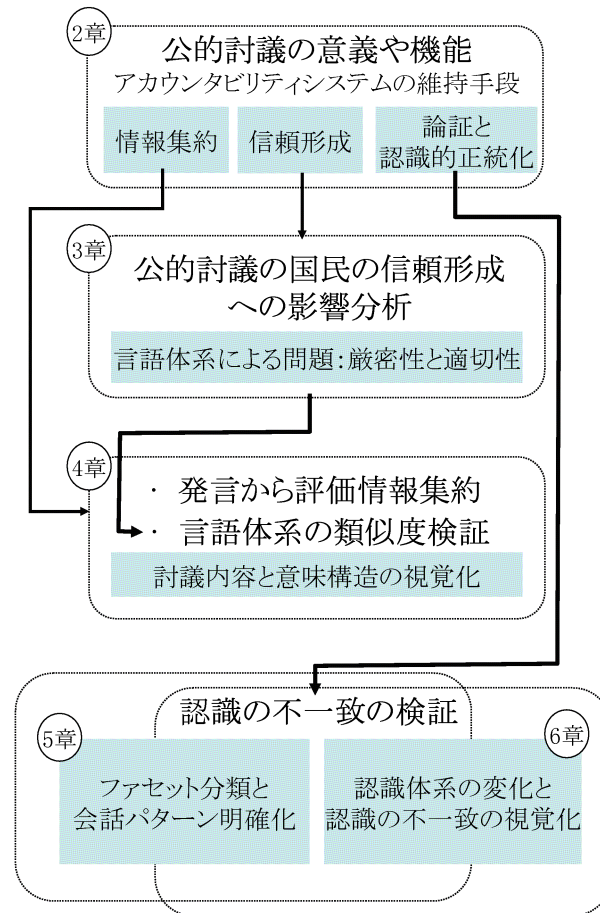 2章
公的討議の意義や機能
アカウンタビリティシステムの維持手段
情報集約
信頼形成
論証と
認識的正統化
3章
公的討議の国民の信頼形成
への影響分析
言語体系による問題：厳密性と適切性
4章
・ 発言から評価情報集約
・ 言語体系の類似度検証
討議内容と意味構造の視覚化
認識の不一致の検証
5章
ファセット分類と
会話パターン明確化
6章
認識体系の変化と
認識の不一致の視覚化